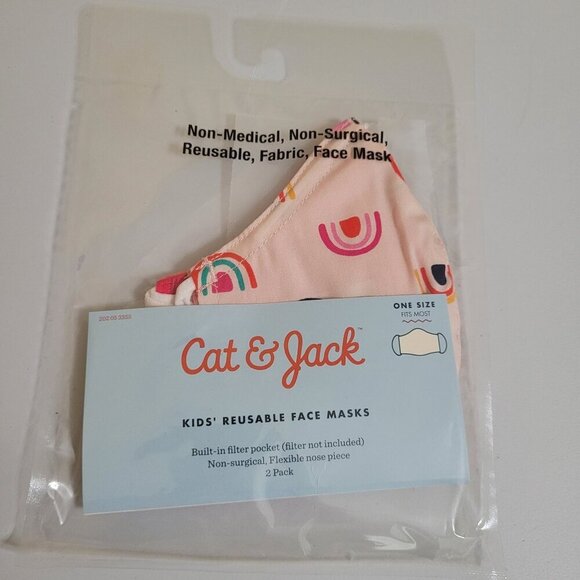 Non-Medical, Non-Surgical,
Reusable, Fabric, Face Mask
ONE SIZE
FITS MOST
Cat & Jack™
KIDS' REUSABLE FACE MASKS
Built-in filter pocket (filter not included)
Non-surgical, Flexible nose piece
2 Pack